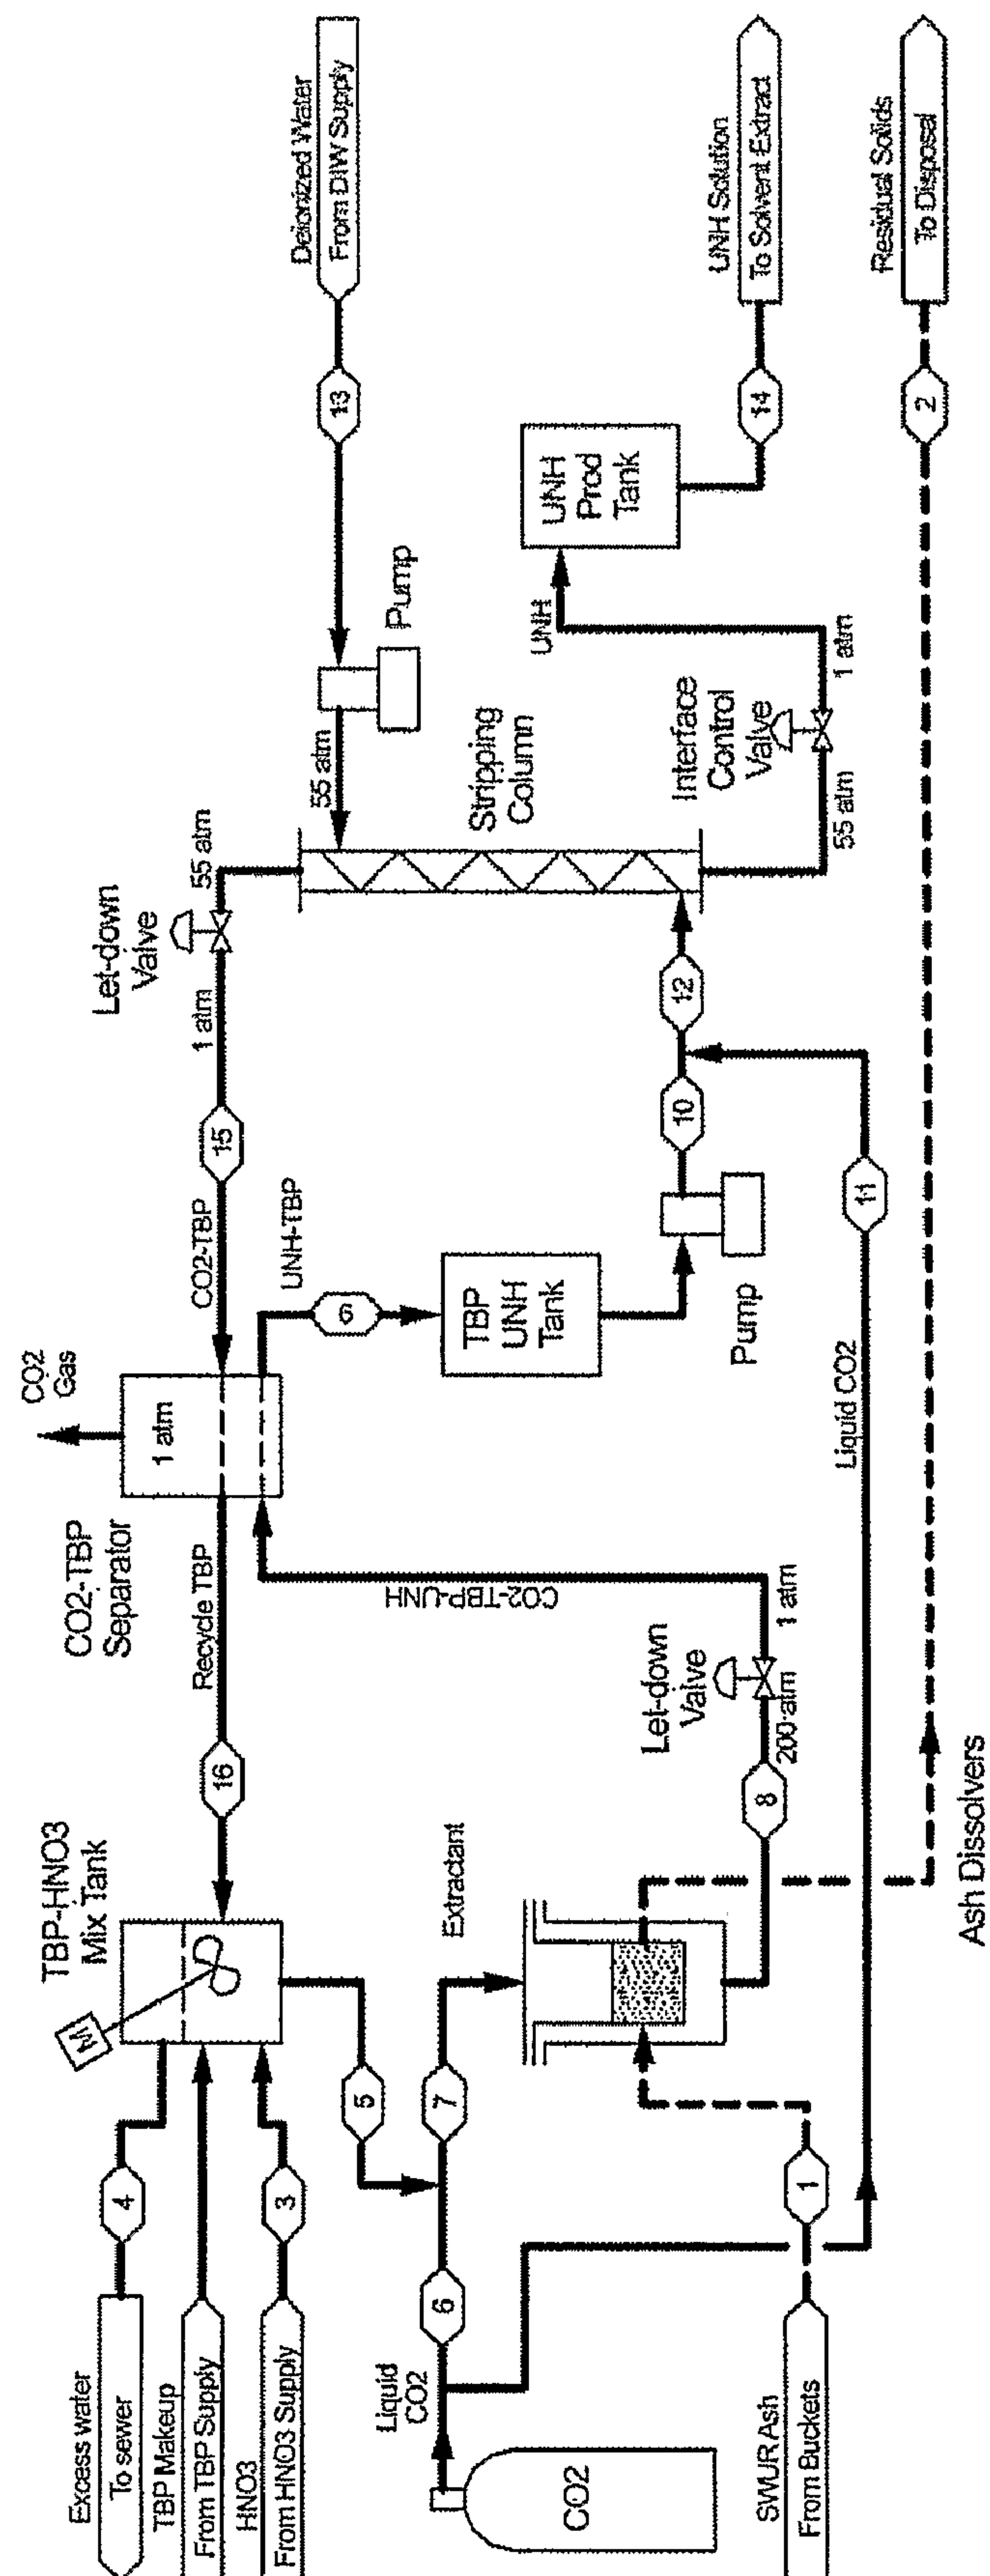 Excess water
To sewer
4
TBP Makeup
From TBP Supply
HNO3
From HNO3 Supply
3
M
TBP-HNO3
Mix Tank
16
Recycle TBP
CO2-TBP
Separator
1 atm
CO2
Gas
CO2-TBP
15
1 atm
Let-down
Valve
55 atm
55 atm
Pump
13
Deionized Water
From DIW Supply
UNH-TBP
6
TBP
UNH
Tank
Pump
10
12
Stripping
Column
Interface
Control
Valve
55 atm
1 atm
UNH
UNH
Prod
Tank
14
UNH Solution
To Solvent Extract
5
Liquid
CO2
6
7
Extractant
CO2
8
Let-down
Valve
200 atm
1 atm
CO2-TBP-UNH
Liquid CO2
11
SWUR Ash
From Buckets
1
2
Residual Solids
To Disposal
Ash Dissolvers